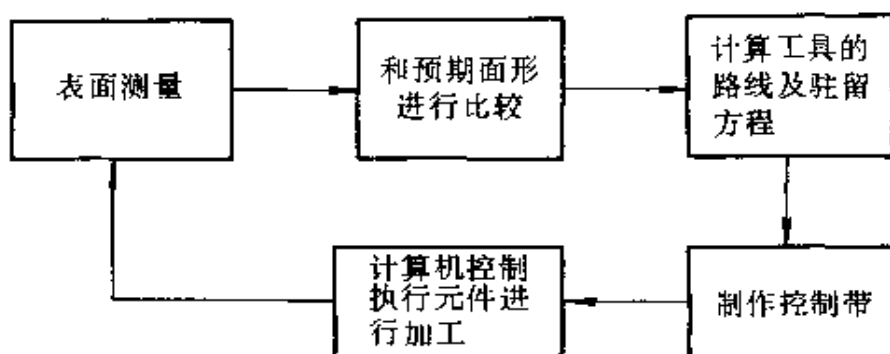 表面测量
和预期面形
进行比较
计算工具的
路线及驻留
方程
制作控制带
计算机控制
执行元件进
行加工